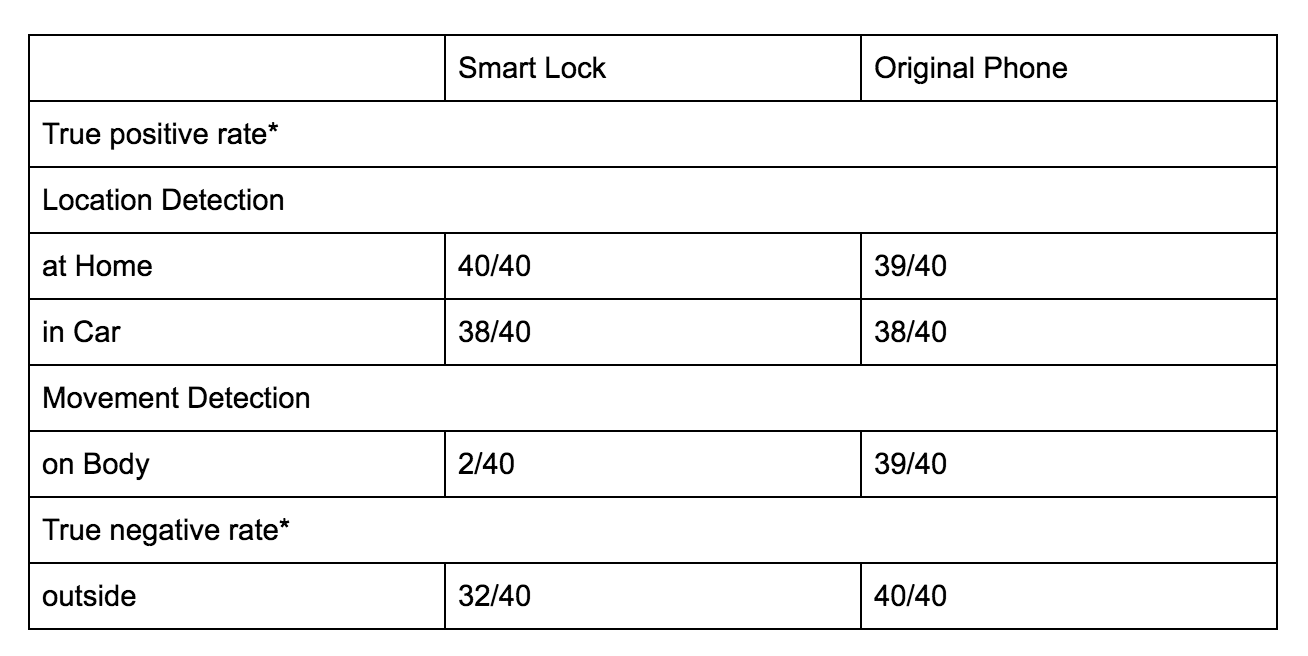 Smart Lock Original Phone
True positive rate*
Location Detection
at Home 40/40 39/40
in Car 38/40 38/40
Movement Detection
on Body 2/40 39/40
True negative rate*
outside 32/40 40/40